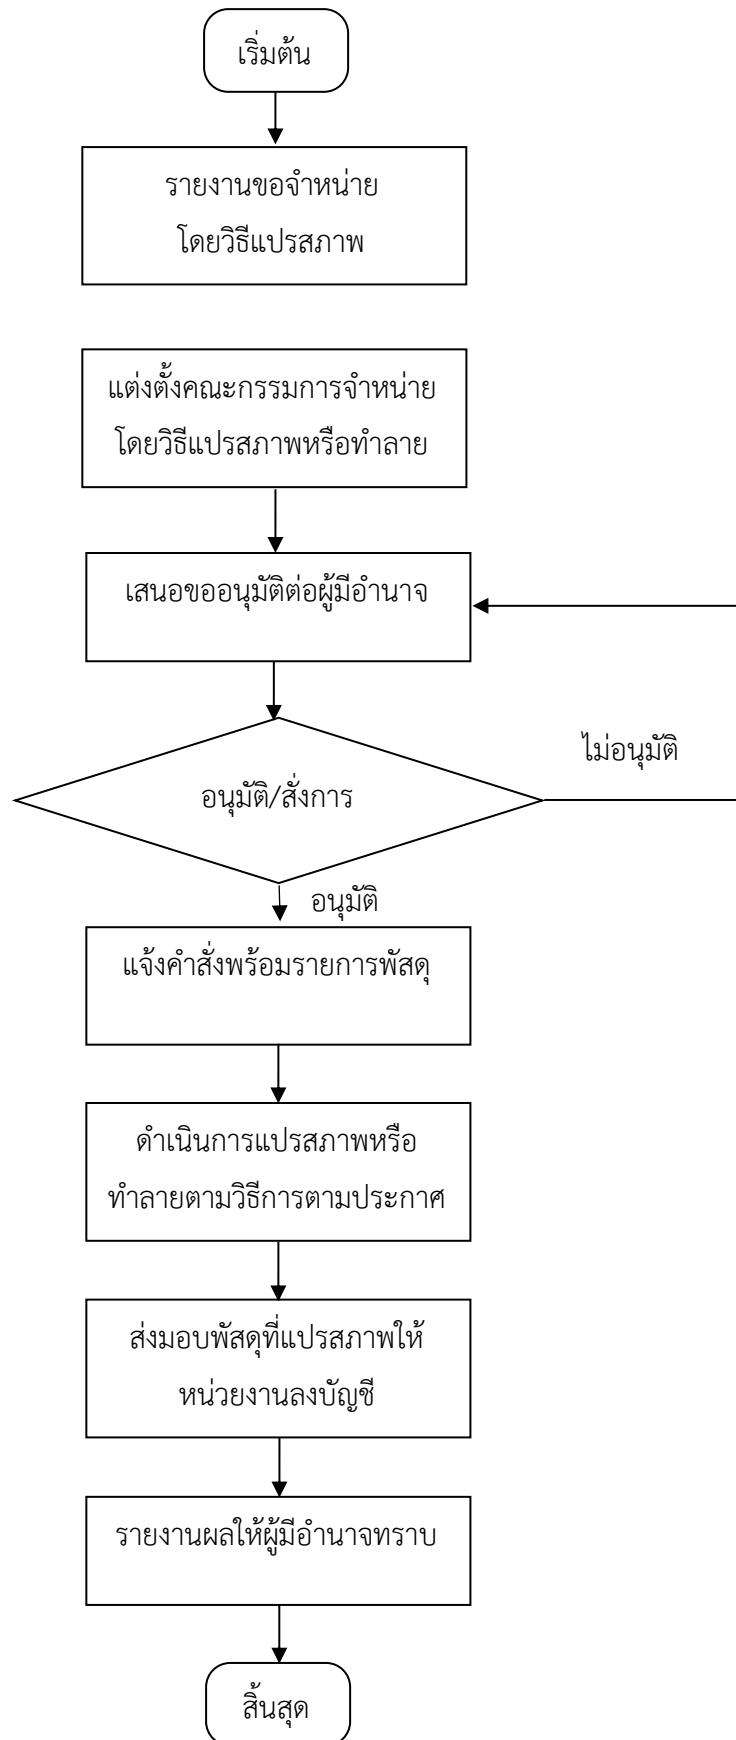 เริ่มต้น
รายงานขอจำหน่าย
โดยวิธีแปรสภาพ
แต่งตั้งคณะกรรมการจำหน่าย
โดยวิธีแปรสภาพหรือทำลาย
เสนอขออนุมัติต่อผู้มีอำนาจ
ไม่อนุมัติ
อนุมัติ/สั่งการ
อนุมัติ
แจ้งคำสั่งพร้อมรายการพัสดุ
ดำเนินการแปรสภาพหรือ
ทำลายตามวิธีการตามประกาศ
ส่งมอบพัสดุที่แปรสภาพให้
หน่วยงานลงบัญชี
รายงานผลให้ผู้มีอำนาจทราบ
สิ้นสุด